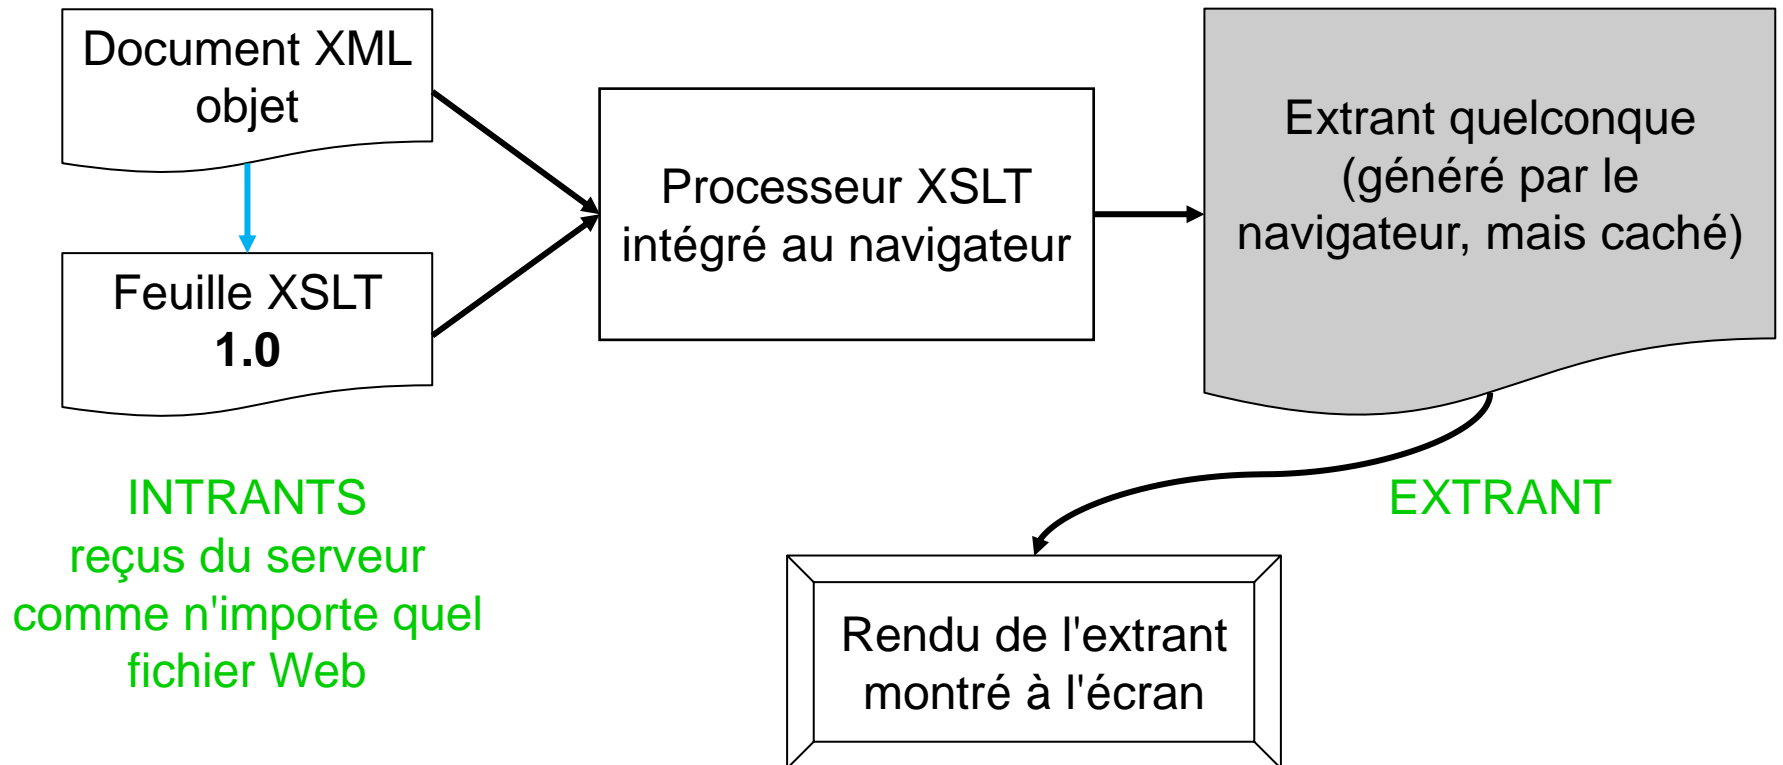 Document XML
objet
Feuille XSLT
1.0
INTRANTS
reçus du serveur
comme n'importe quel
fichier Web
Processeur XSLT
intégré au navigateur
Extrant quelconque
(généré par le
navigateur, mais caché)
EXTRANT
Rendu de l'extrant
montré à l'écran